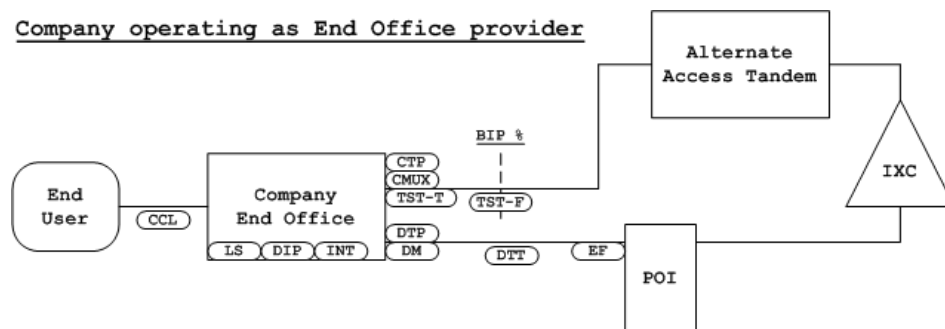 Company operating as End Office provider
Alternate
Access Tandem
BIP %
CTP
CMUX
TST-T
TST-F
IXC
End
User
CCL
Company
End Office
LS
DIP
INT
DTP
DM
DTT
EF
POI